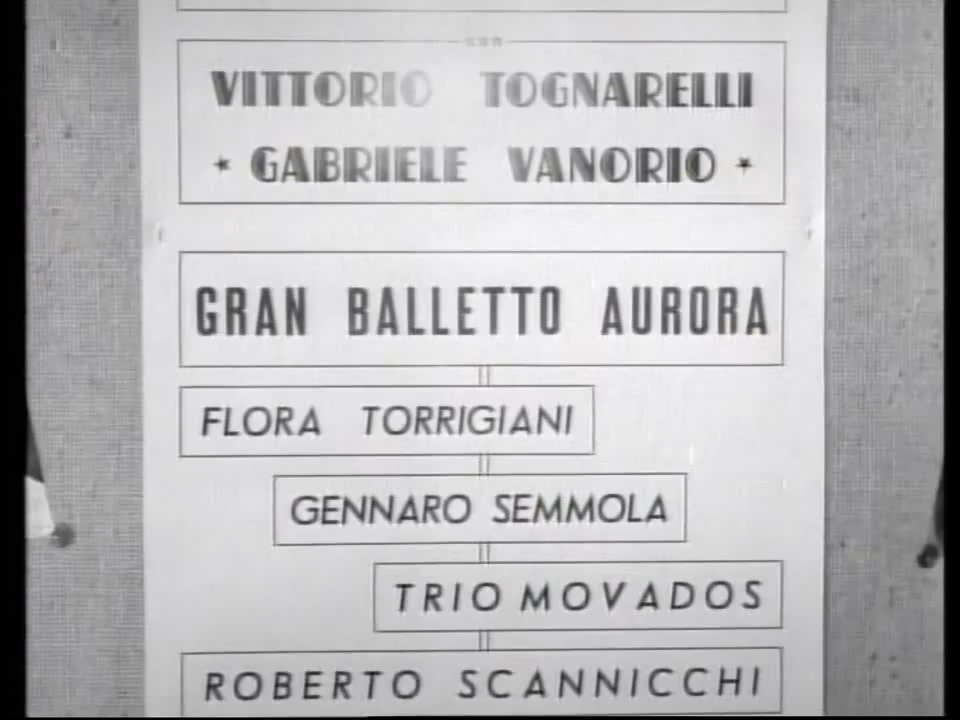 VITTORIO TOGNARELLI
* GABRIELE VANORIO *
GRAN BALLETTO AURORA
FLORA TORRIGIANI
GENNARO SEMMOLA
TRIO MOVADOS
ROBERTO SCANNICCHI